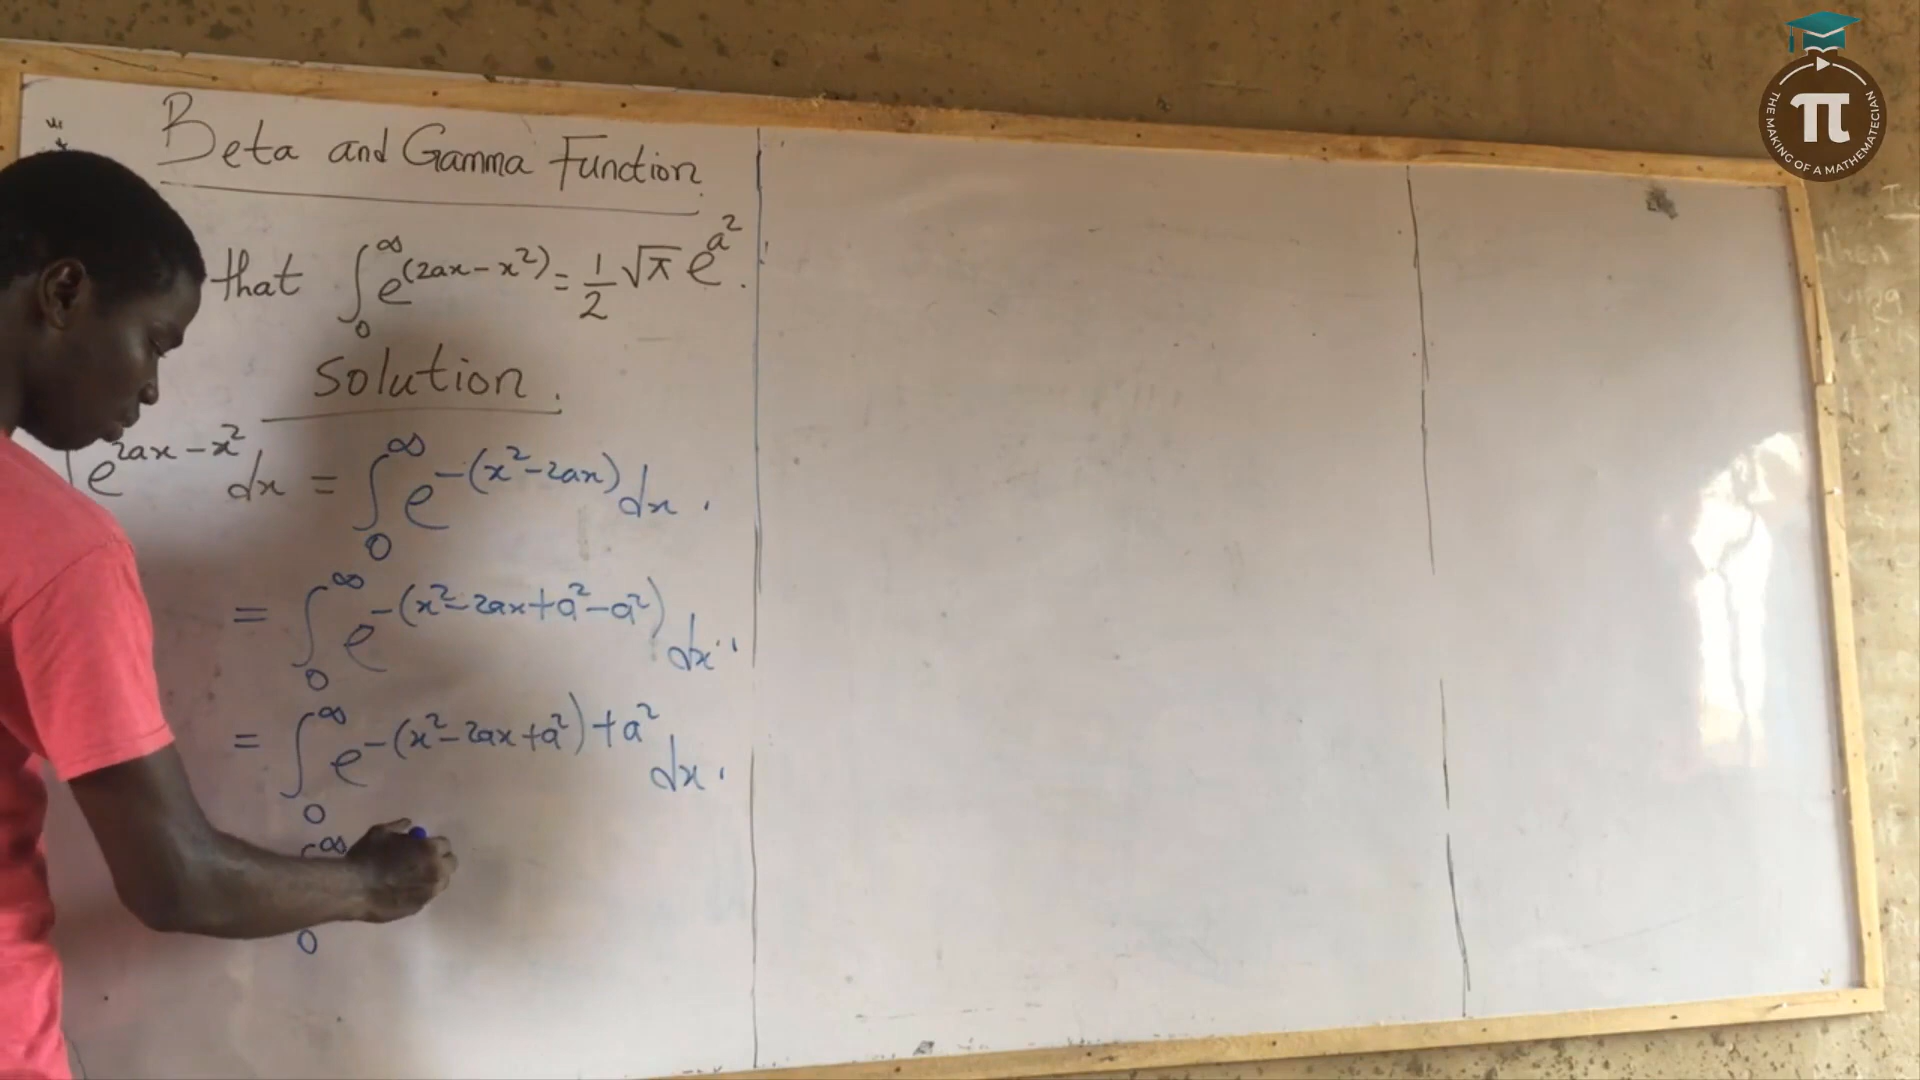 Beta and Gamma Function.
that ∫₀^∞ e^(2ax-x²) = 1/2 √π e^a².
Solution.
e^2ax-x² dx = ∫₀^∞ e^-(x²-2ax) dx.
= ∫₀^∞ e^-(x²-2ax+a²-a²) dx.
= ∫₀^∞ e^-(x²-2ax+a²)+a² dx.
∫₀^∞
THE MAKING OF A MATHEMATECIAN
π